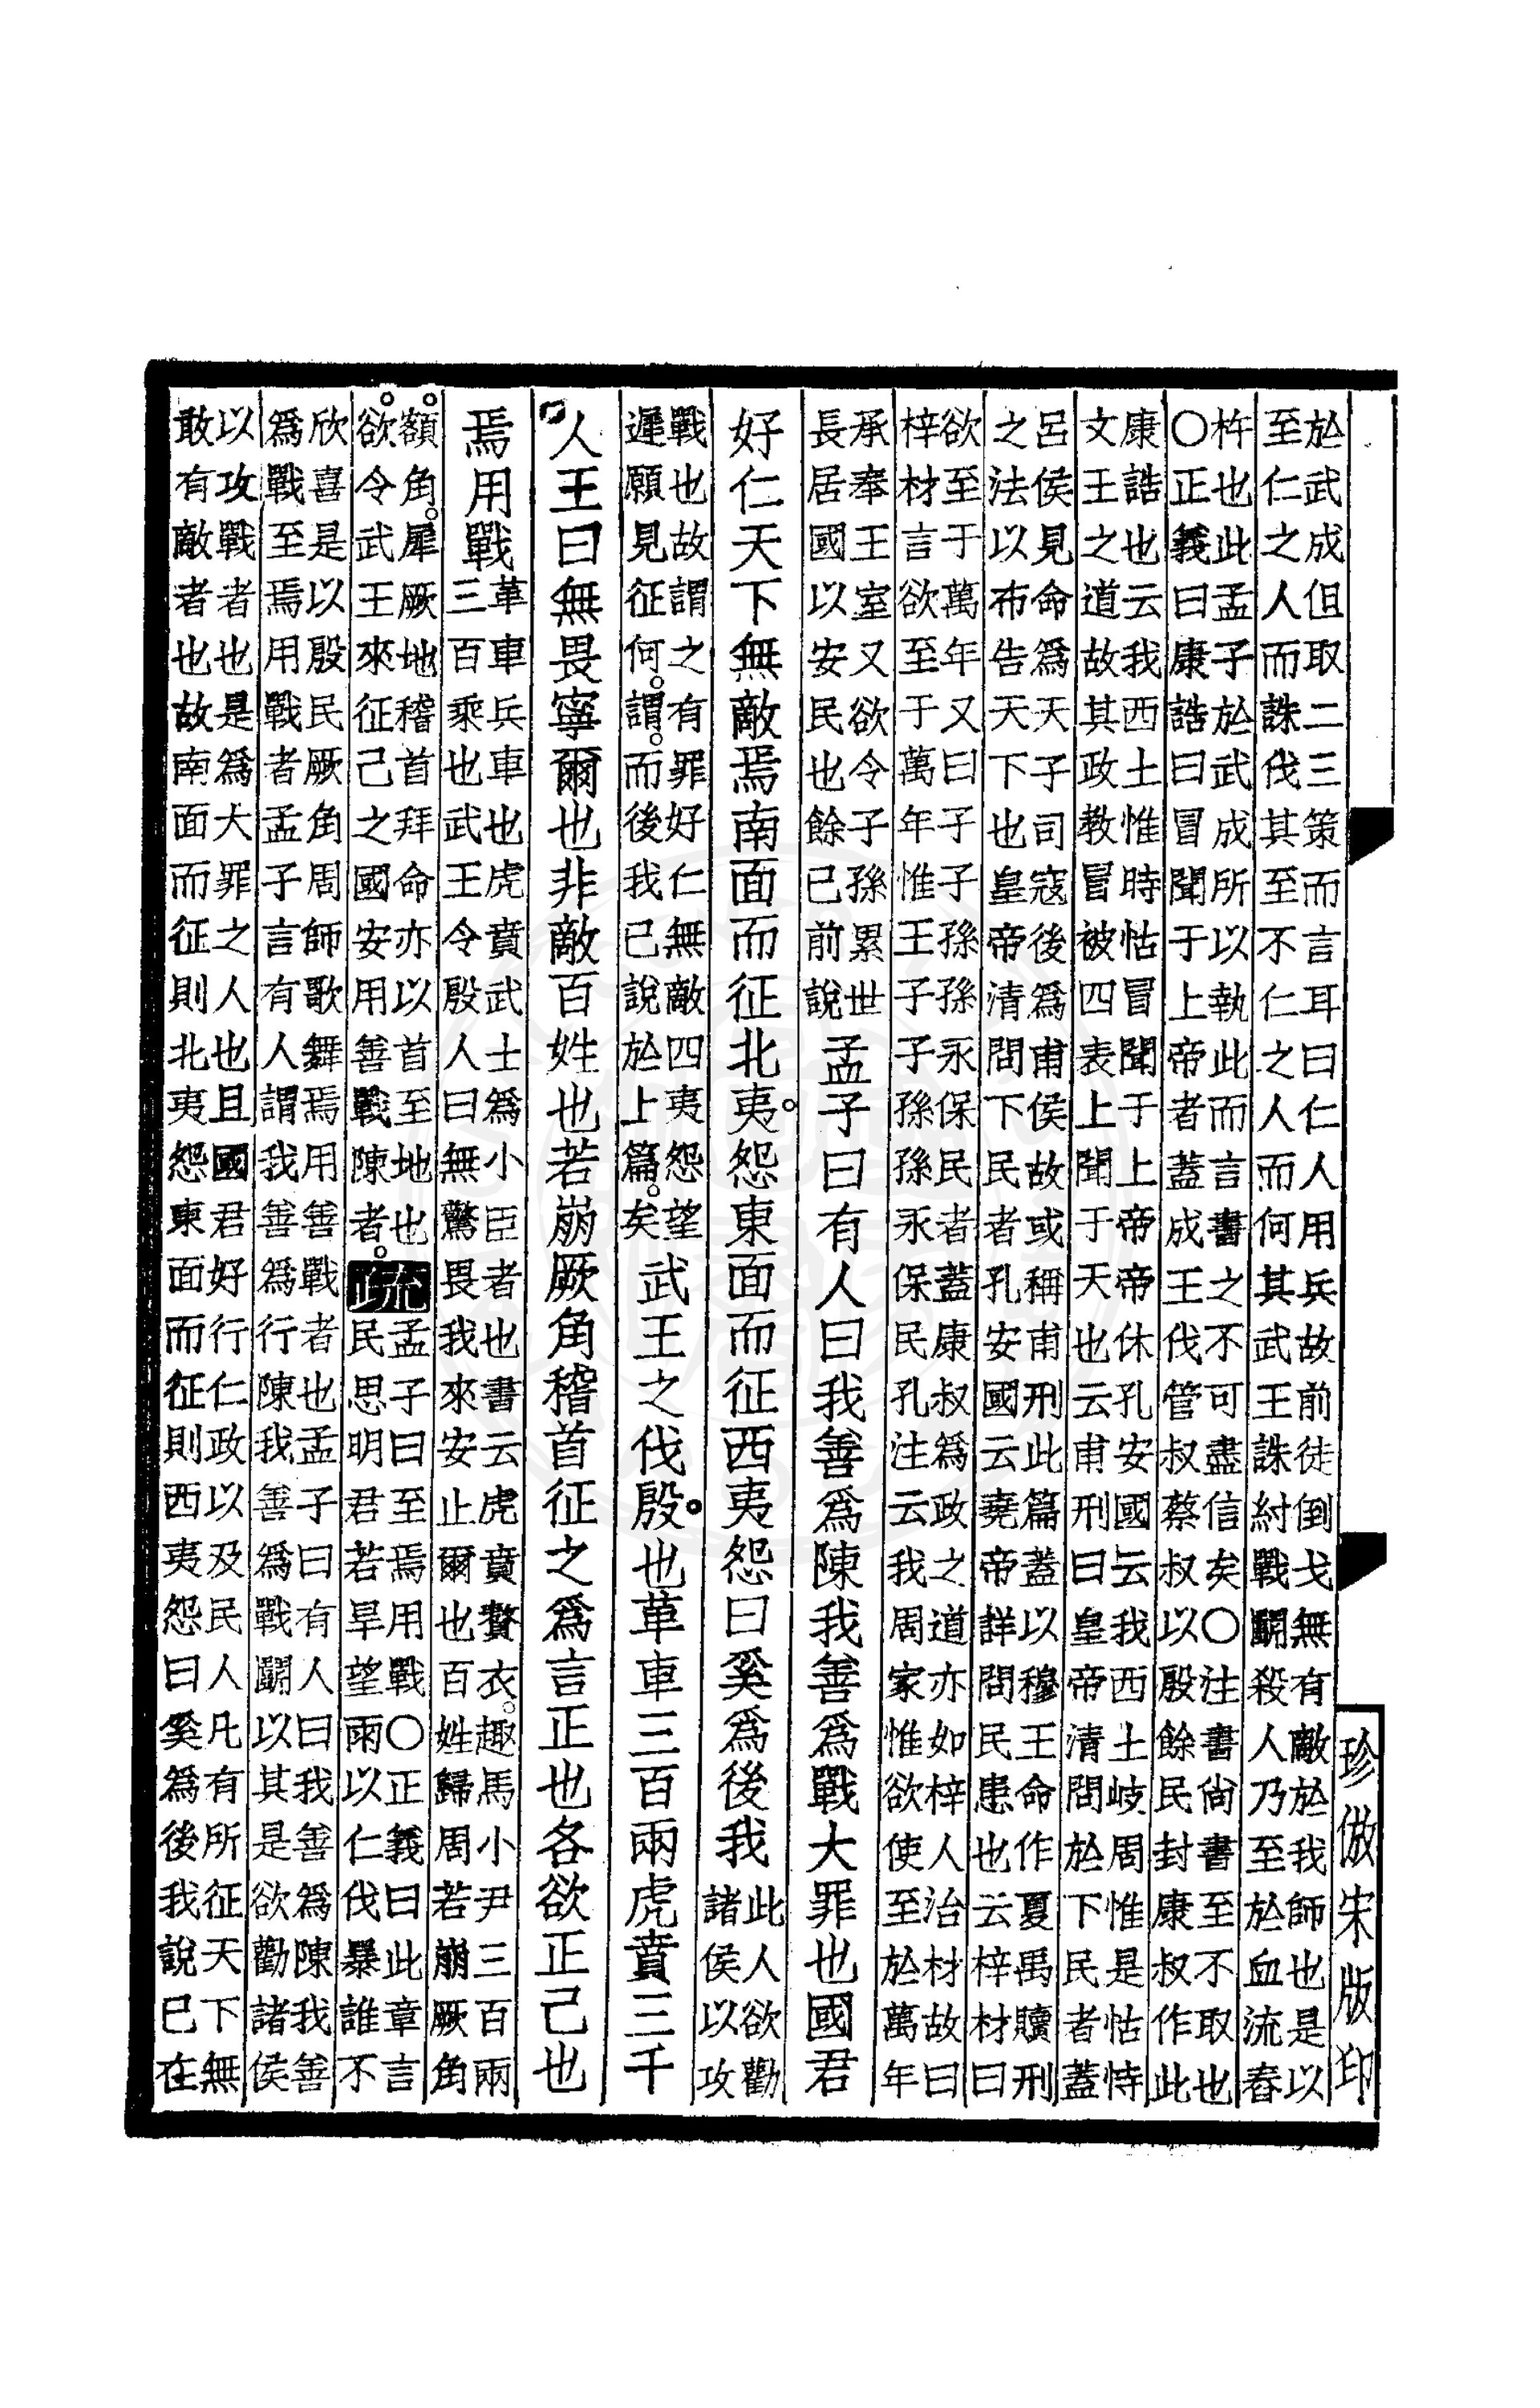 於武成但取二三策而言耳曰仁人用兵故前徒倒戈無有敵於我師也是以
至仁之人而誅伐其至不仁之人而何其武王誅紂戰鬭殺人乃至於血流舂
杵也此孟子於武成所以執此而言書之不可盡信矣〇注書尙書至不取也
〇正義曰康誥曰冒聞于上帝者蓋成王伐管叔蔡叔以殷餘民封康叔作此
康誥也云我西土惟時怙冒聞于上帝帝休孔安國云我西土岐周惟是怙恃
文王之道故其政教冒被四表上聞于天也云甫刑曰皇帝清問於下民者蓋
呂侯見命爲天子司寇後爲甫侯故或稱甫刑此篇蓋以穆王命作夏禹贖刑
之法以布告天下也皇帝清問下民者孔安國云堯帝詳問民患也云梓材曰
欲至于萬年又曰子子孫孫永保民者蓋康叔爲政之道亦如梓人治材故曰
梓材言欲至于萬年惟王子子孫孫永保民孔注云我周家惟欲使至於萬年
承奉王室又欲令子孫累世
長居國以安民也餘已前說
孟子曰有人曰我善爲陳我善爲戰大罪也國君
好仁天下無敵焉南面而征北夷怨東面而征西夷怨曰奚爲後我
此人欲勸
諸侯以攻
戰也故謂之有罪好仁無敵四夷怨望
遲願見征何謂而後我已說於上篇矣
武王之伐殷也革車三百兩虎賁三千
人王曰無畏寧爾也非敵百姓也若崩厥角稽首征之爲言正也各欲正己也
焉用戰
革車兵車也虎賁武士爲小臣者也書云虎賁贅衣趣馬小尹三百兩
三百乘也武王令殷人曰無驚畏我來安止爾也百姓歸周若崩厥角
額角犀厥地稽首拜命亦以首至地也
欲令武王來征己之國安用善戰陳者
疏
孟子曰至焉用戰〇正義曰此章言
民思明君若旱望雨以仁伐暴誰不
欣喜是以殷民厥角周師歌舞焉用善戰者也孟子曰有人曰我善爲陳我善
爲戰至焉用戰者孟子言有人謂我善爲行陳我善爲戰鬭以其是欲勸諸侯
以攻戰者也是爲大罪之人也且國君好行仁政以及民人凡有所征天下無
敢有敵者也故南面而征則北夷怨東面而征則西夷怨曰奚爲後我說已在
珍倣宋版印